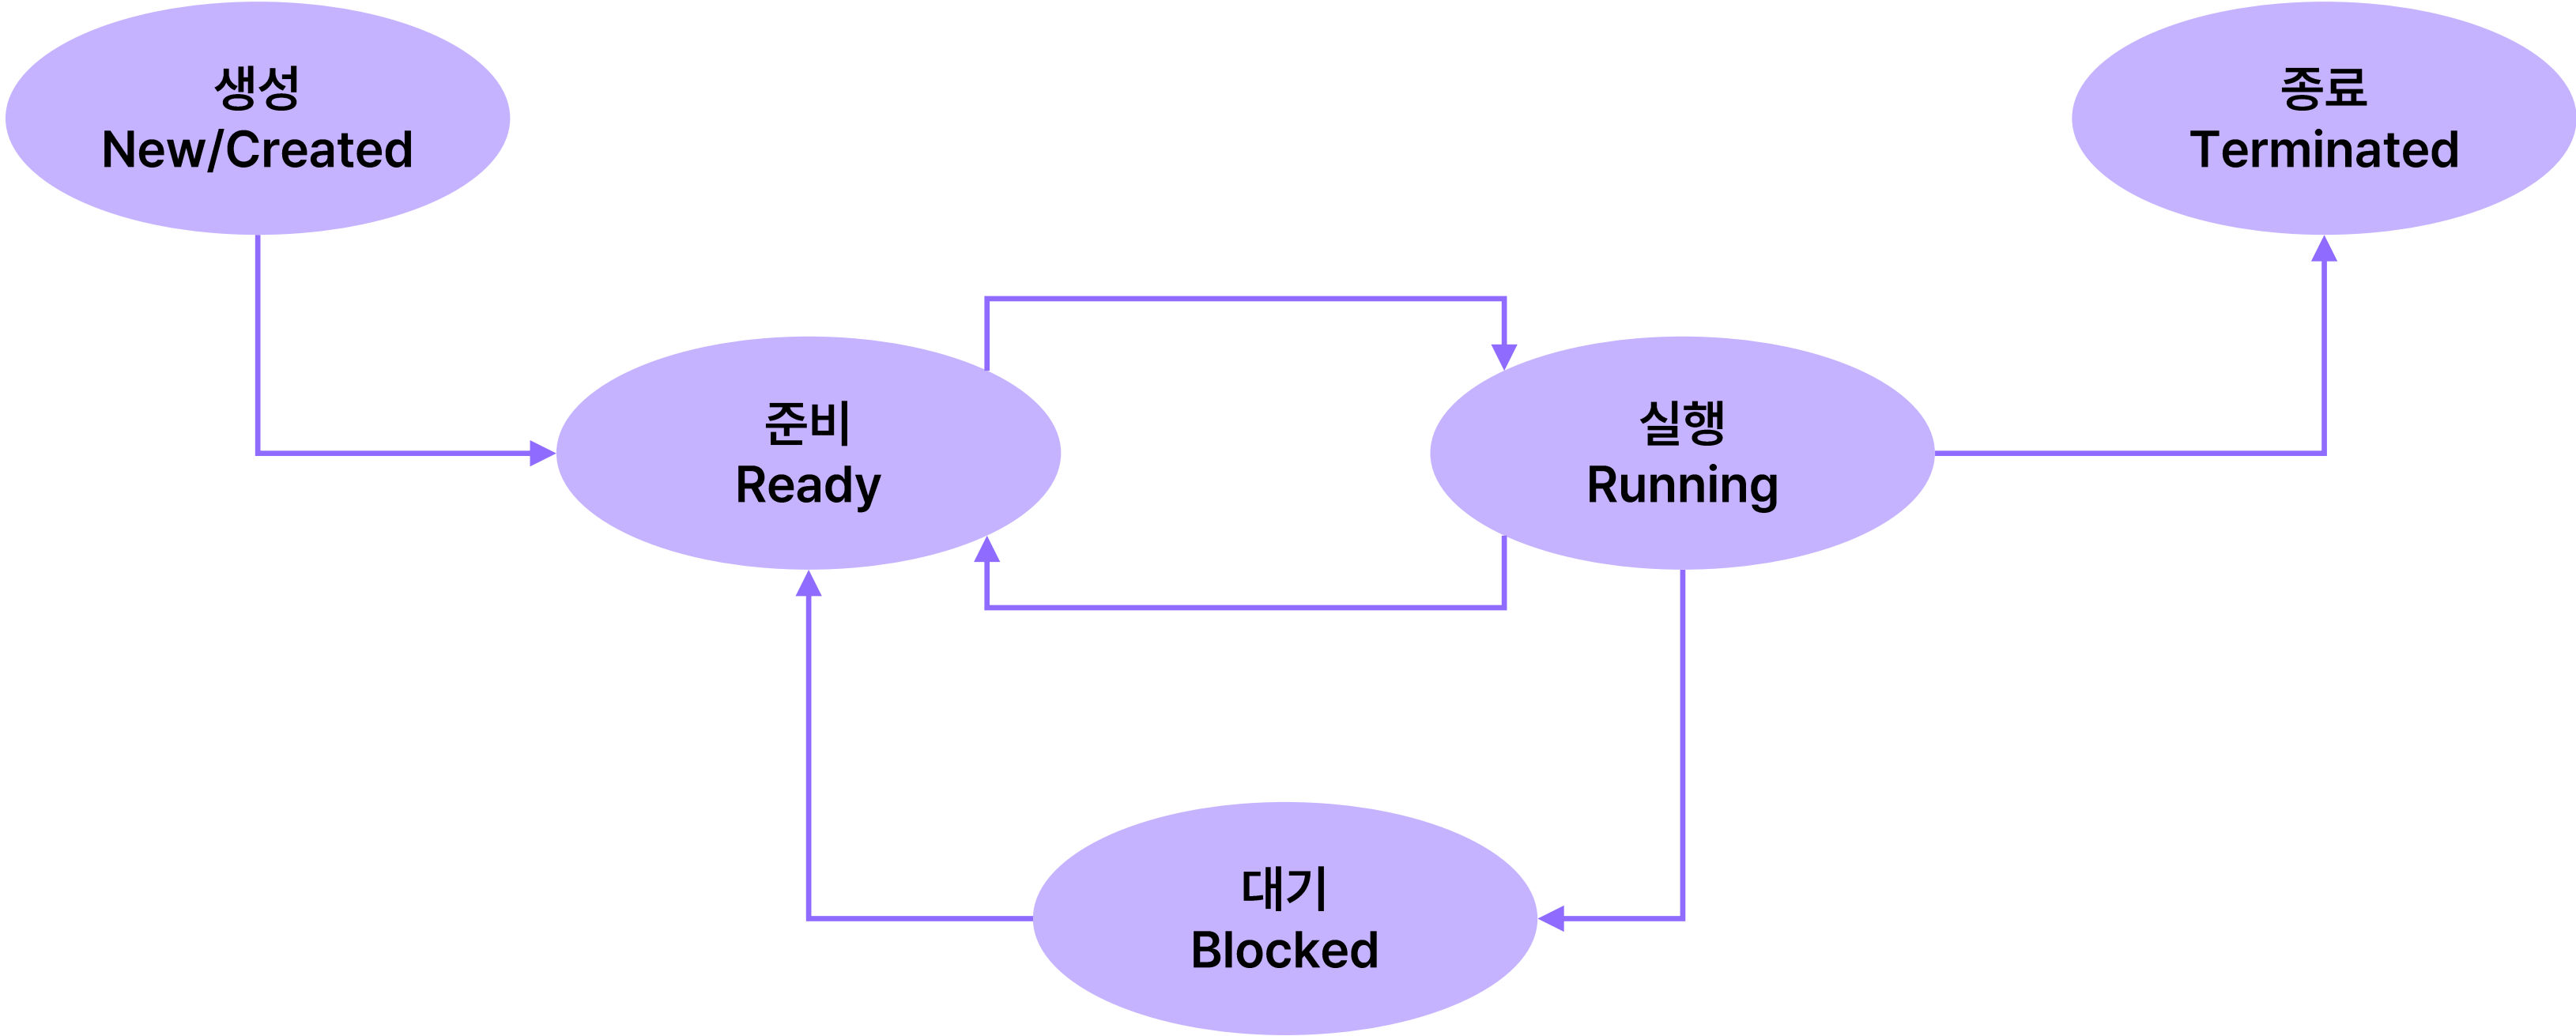 생성
New/Created
종료
Terminated
준비
Ready
실행
Running
대기
Blocked